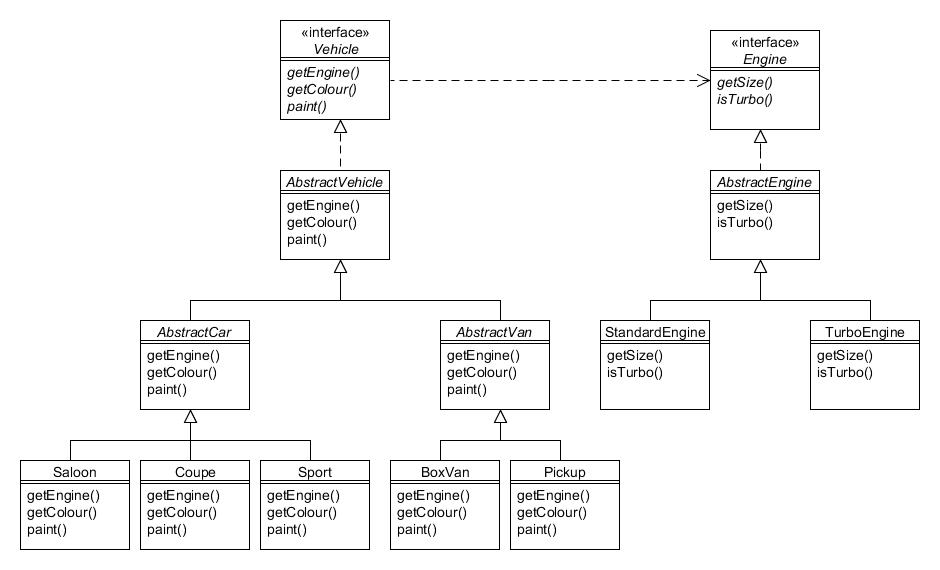 «interface»
Vehicle
getEngine()
getColour()
paint()
«interface»
Engine
getSize()
isTurbo()
AbstractVehicle
getEngine()
getColour()
paint()
AbstractEngine
getSize()
isTurbo()
AbstractCar
getEngine()
getColour()
paint()
AbstractVan
getEngine()
getColour()
paint()
StandardEngine
getSize()
isTurbo()
TurboEngine
getSize()
isTurbo()
Saloon
getEngine()
getColour()
paint()
Coupe
getEngine()
getColour()
paint()
Sport
getEngine()
getColour()
paint()
BoxVan
getEngine()
getColour()
paint()
Pickup
getEngine()
getColour()
paint()